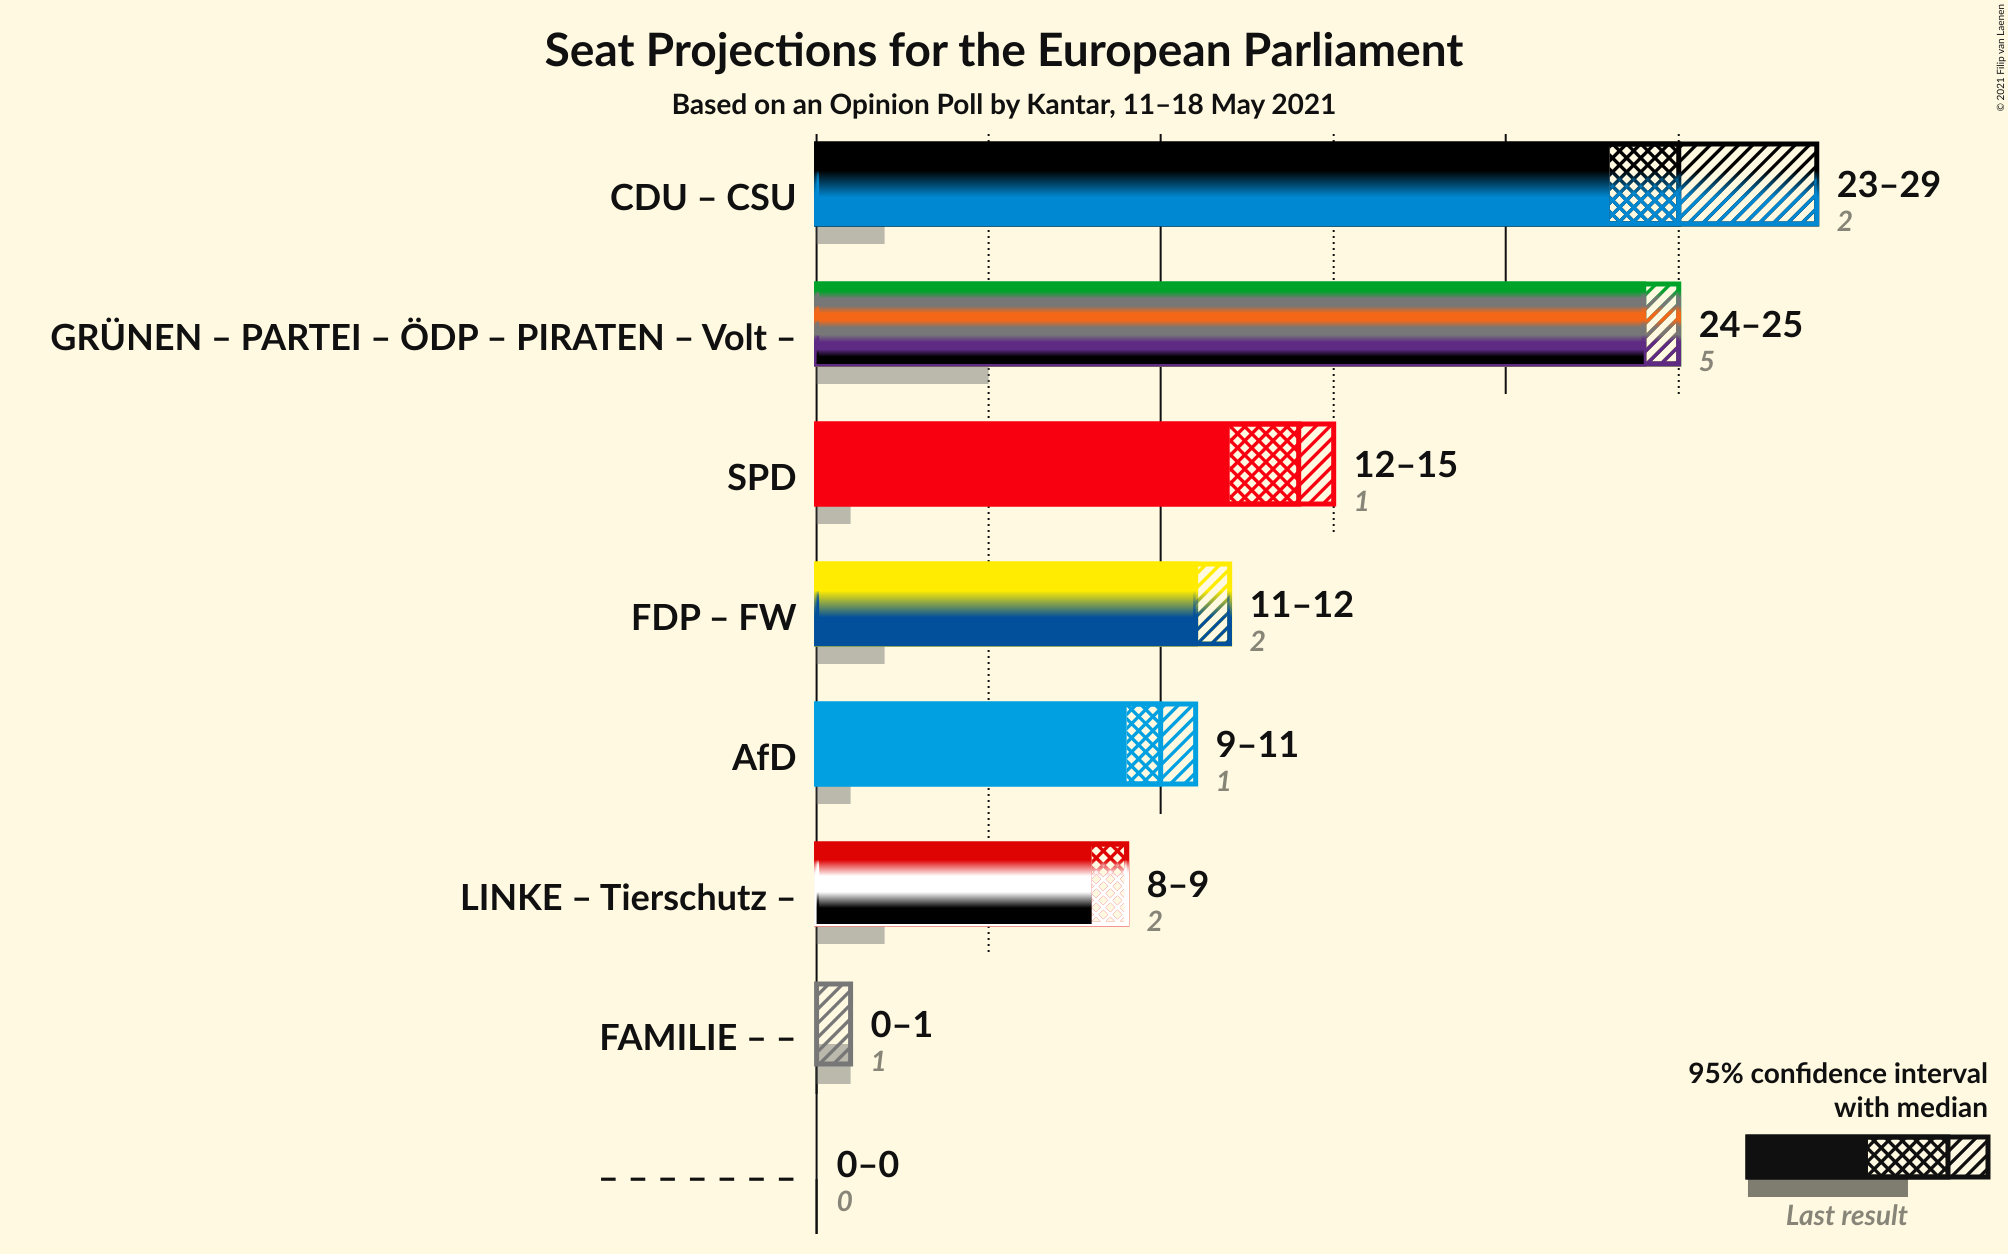 Seat Projections for the European Parliament
Based on an Opinion Poll by Kantar, 11–18 May 2021
© 2021 Filip van Laenen
CDU – CSU
23–29
2
GRÜNEN – PARTEI – ÖDP – PIRATEN – Volt –
24–25
5
SPD
12–15
1
FDP – FW
11–12
2
AfD
9–11
1
LINKE – Tierschutz –
8–9
2
FAMILIE – –
0–1
1
– – – – – – –
0–0
0
95% confidence interval
with median
Last result